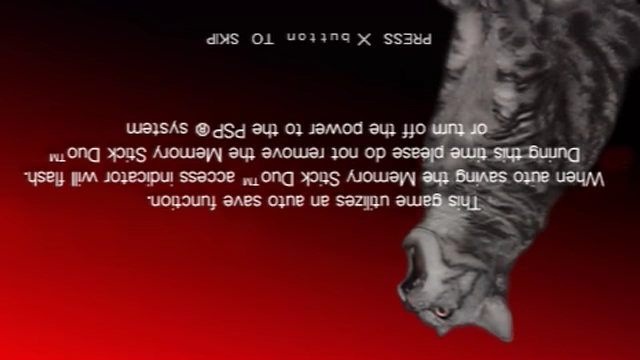 This game utilizes an auto save function.
When auto saving the Memory Stick Duo™ access indicator will flash.
During this time please do not remove the Memory Stick Duo™
or turn off the power to the PSP® system
PRESS X button TO SKIP